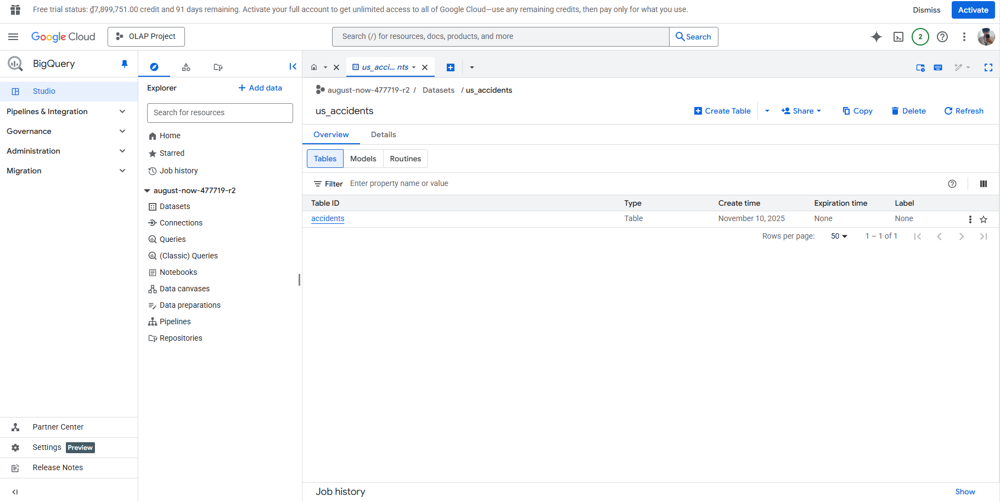 Free trial status: ₫7,899,751.00 credit and 91 days remaining. Activate your full account to get unlimited access to all of Google Cloud—use any remaining credits, then pay only for what you use.
Dismiss
Activate
Google Cloud
OLAP Project
Search (/) for resources, docs, products, and more
Search
2
BigQuery
Studio
Pipelines & Integration
Governance
Administration
Migration
Partner Center
Settings Preview
Release Notes
Explorer
Add data
Search for resources
Home
Starred
Job history
august-now-477719-r2
Datasets
Connections
Queries
(Classic) Queries
Notebooks
Data canvases
Data preparations
Pipelines
Repositories
us_acci... nts
august-now-477719-r2 / Datasets / us_accidents
us_accidents
Create Table
Share
Copy
Delete
Refresh
Overview
Details
Tables
Models
Routines
Filter Enter property name or value
Table ID Type Create time Expiration time Label
accidents Table November 10, 2025 None None
Rows per page: 50 1 – 1 of 1
Job history
Show